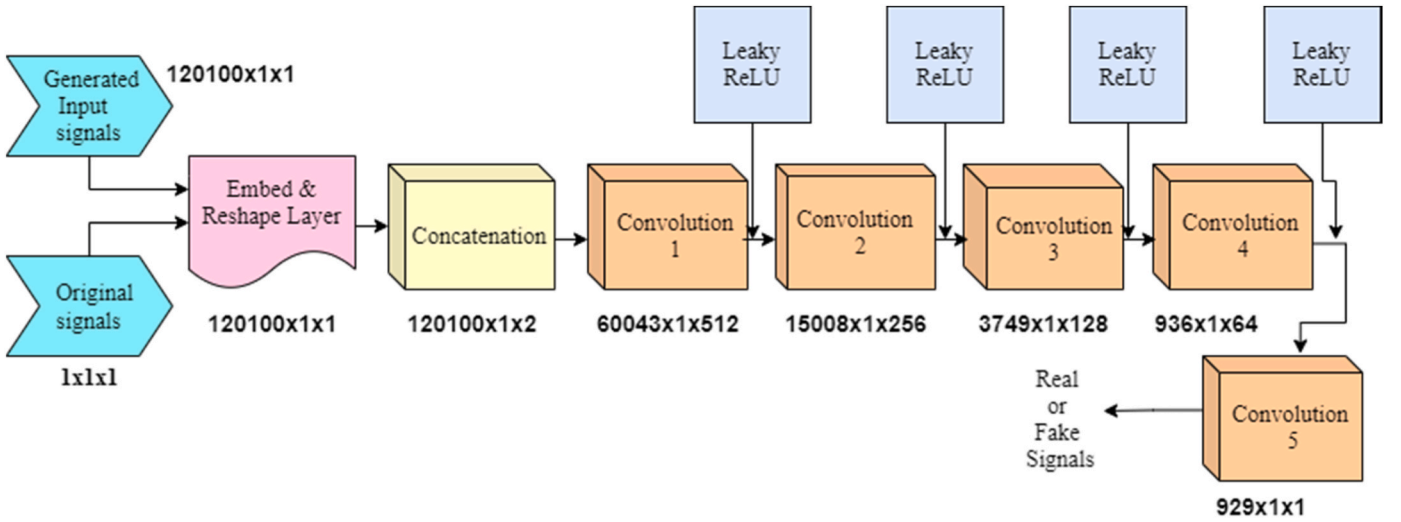 Generated
Input
signals
120100x1x1
Original
signals
1x1x1
Embed &
Reshape Layer
120100x1x1
Concatenation
120100x1x2
Convolution
1
60043x1x512
Leaky
ReLU
Convolution
2
15008x1x256
Leaky
ReLU
Convolution
3
3749x1x128
Leaky
ReLU
Convolution
4
936x1x64
Leaky
ReLU
Convolution
5
929x1x1
Real
or
Fake
Signals